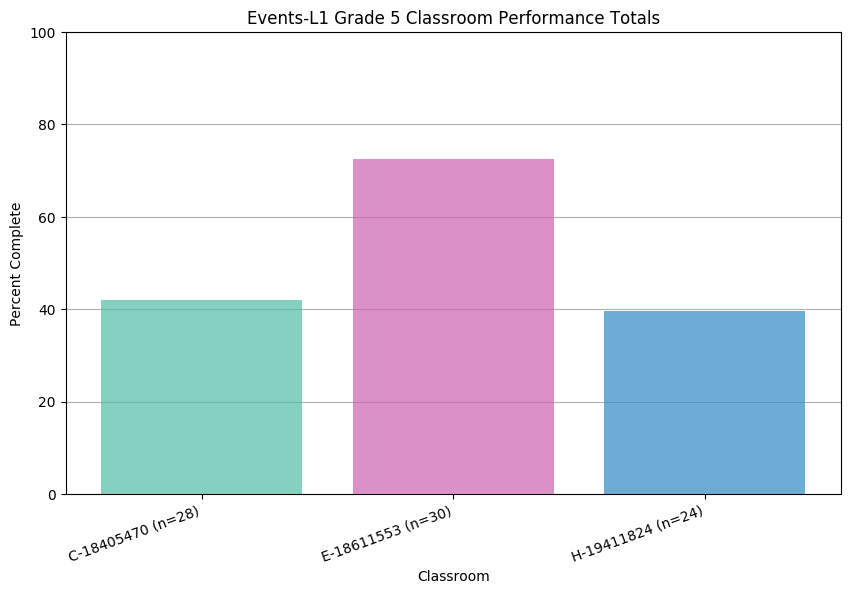 Events-L1 Grade 5 Classroom Performance Totals
100
80
60
40
20
0
Percent Complete
C-18405470 (n=28)
E-18611553 (n=30)
H-19411824 (n=24)
Classroom